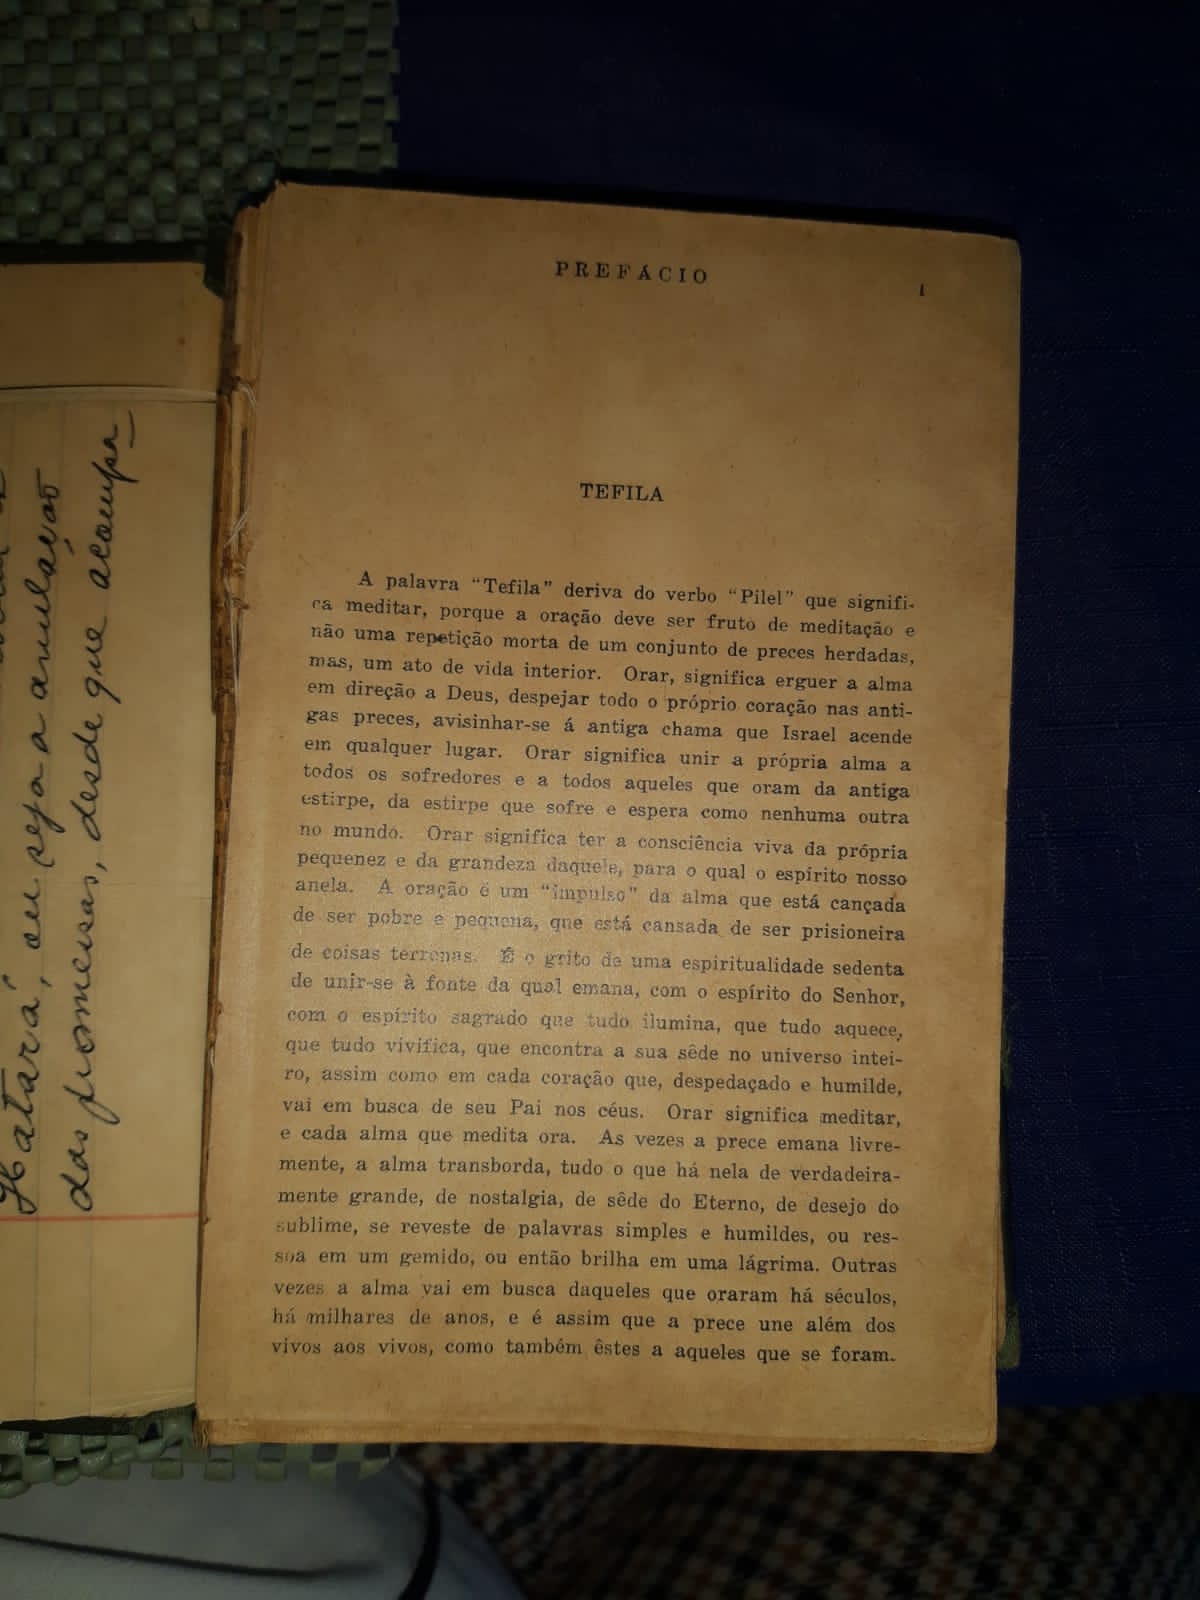 Hatará, ou seja a anulação
das promessas, desde que acompa
PREFÁCIO
1
TEFILA
A palavra "Tefila" deriva do verbo "Pilel" que signifi-
ca meditar, porque a oração deve ser fruto de meditação e
não uma repetição morta de um conjunto de preces herdadas,
mas, um ato de vida interior. Orar, significa erguer a alma
em direção a Deus, despejar todo o próprio coração nas anti-
gas preces, avisinhar-se á antiga chama que Israel acende
em qualquer lugar. Orar significa unir a própria alma a
todos os sofredores e a todos aqueles que oram da antiga
estirpe, da estirpe que sofre e espera como nenhuma outra
no mundo. Orar significa ter a consciência viva da própria
pequenez e da grandeza daquele, para o qual o espírito nosso
anela. A oração é um "impulso" da alma que está cançada
de ser pobre e pequena, que está cansada de ser prisioneira
de coisas terrenas. É o grito de uma espiritualidade sedenta
de unir-se à fonte da qual emana, com o espírito do Senhor,
com o espírito sagrado que tudo ilumina, que tudo aquece,
que tudo vivifica, que encontra a sua sêde no universo intei-
ro, assim como em cada coração que, despedaçado e humilde,
vai em busca de seu Pai nos céus. Orar significa meditar,
e cada alma que medita ora. As vezes a prece emana livre-
mente, a alma transborda, tudo o que há nela de verdadeira-
mente grande, de nostalgia, de sêde do Eterno, de desejo do
sublime, se reveste de palavras simples e humildes, ou res-
soa em um gemido, ou então brilha em uma lágrima. Outras
vezes a alma vai em busca daqueles que oraram há séculos,
há milhares de anos, e é assim que a prece une além dos
vivos aos vivos, como também êstes a aqueles que se foram.